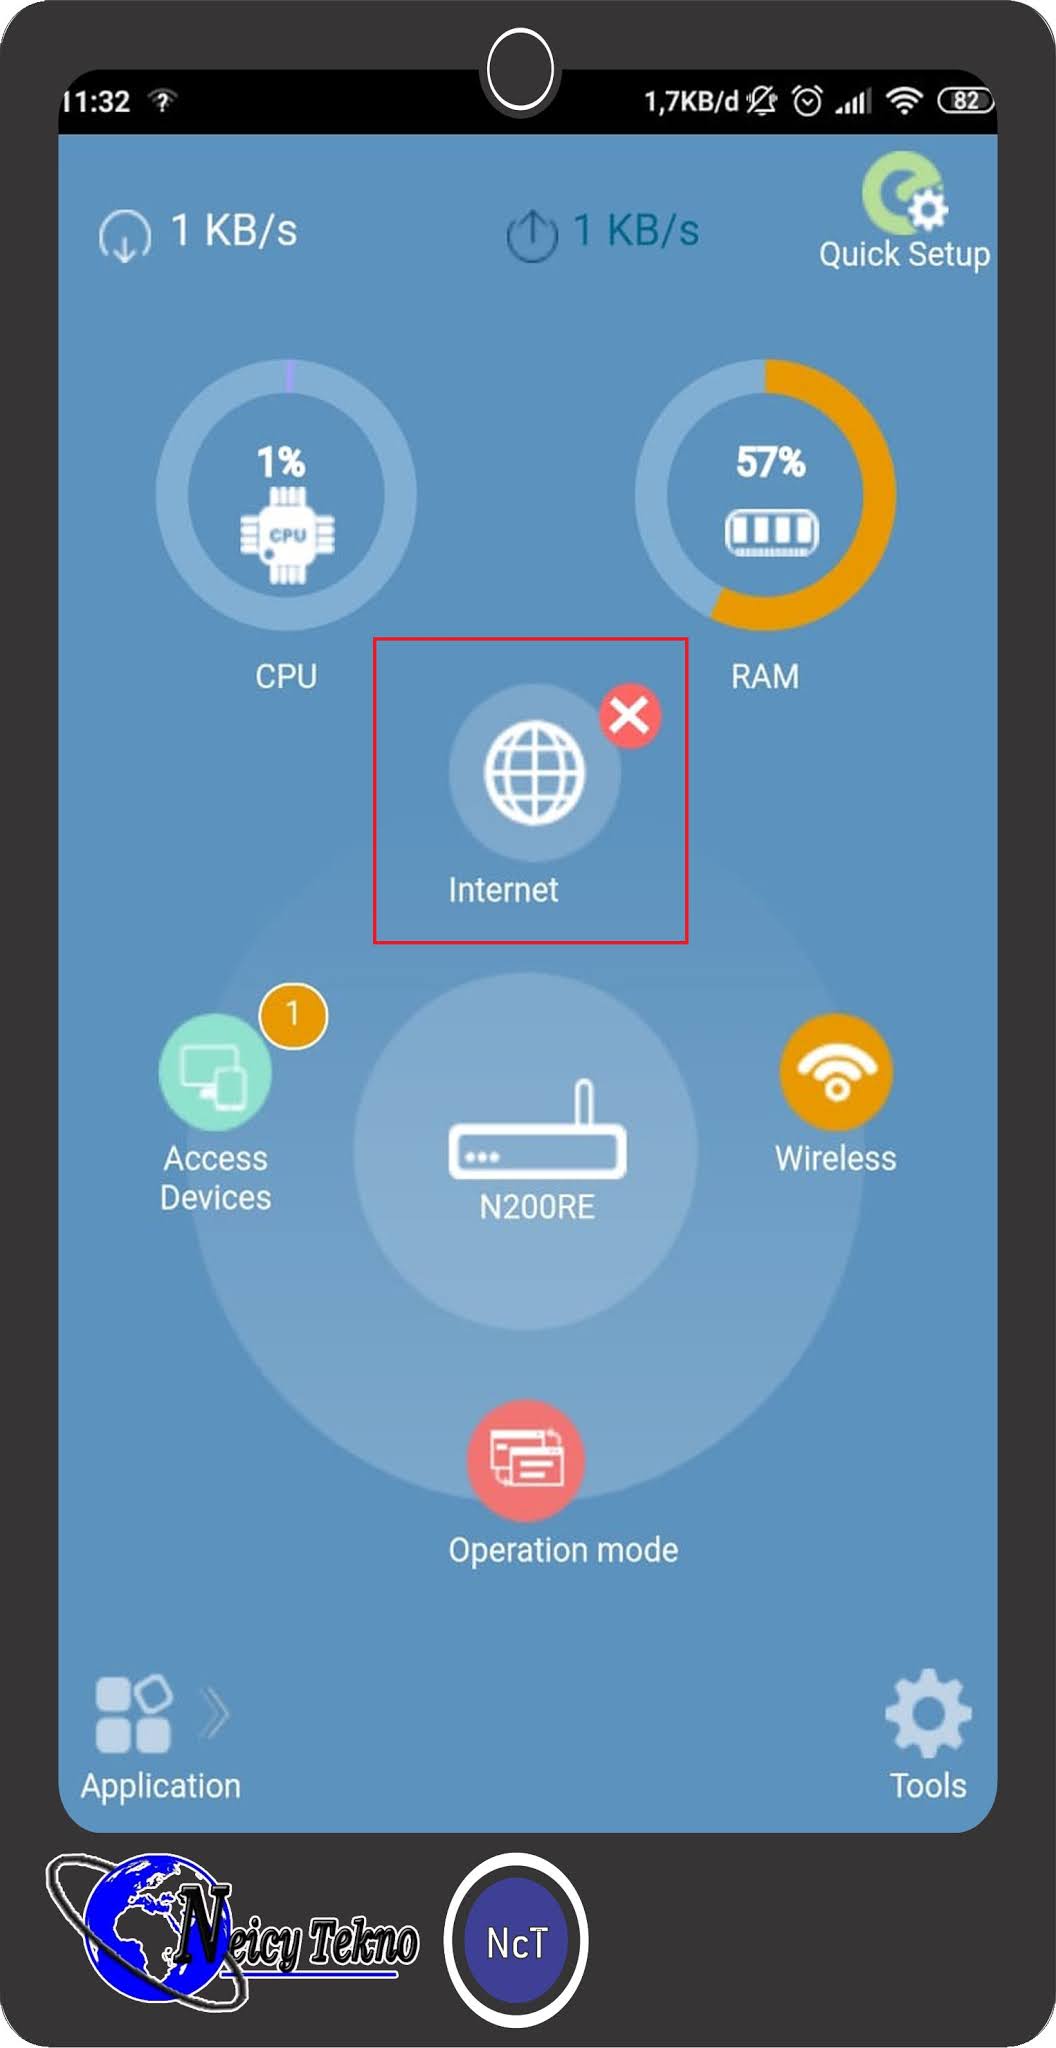 11:32
1,7KB/d
82
1 KB/s
1 KB/s
Quick Setup
1%
CPU
CPU
57%
RAM
Internet
1
Access
Devices
Wireless
N200RE
Operation mode
Application
Tools
Neicy Tekno
NcT